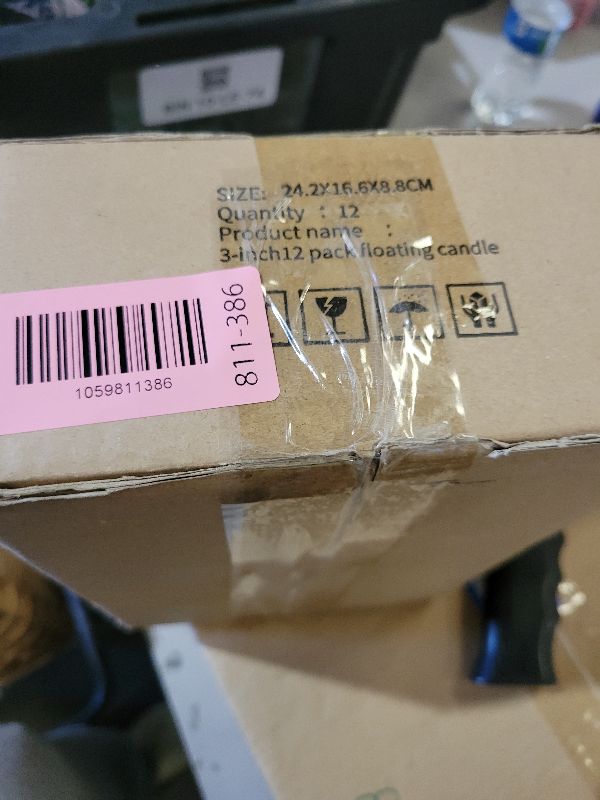 SIZE: 24.2X16.6X8.8CM
Quantity : 12
Product name :
3-inch12 pack floating candle
1059811386
811-386